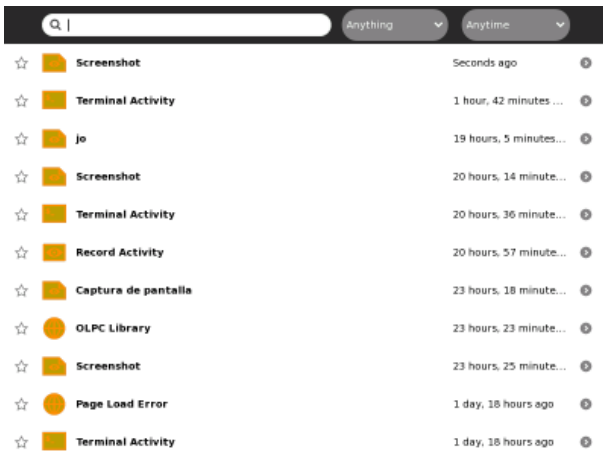 Anything Anytime
Screenshot Seconds ago
Terminal Activity 1 hour, 42 minutes ...
jo 19 hours, 5 minutes...
Screenshot 20 hours, 14 minute...
Terminal Activity 20 hours, 36 minute...
Record Activity 20 hours, 57 minute...
Captura de pantalla 23 hours, 18 minute...
OLPC Library 23 hours, 23 minute...
Screenshot 23 hours, 25 minute...
Page Load Error 1 day, 18 hours ago
Terminal Activity 1 day, 18 hours ago